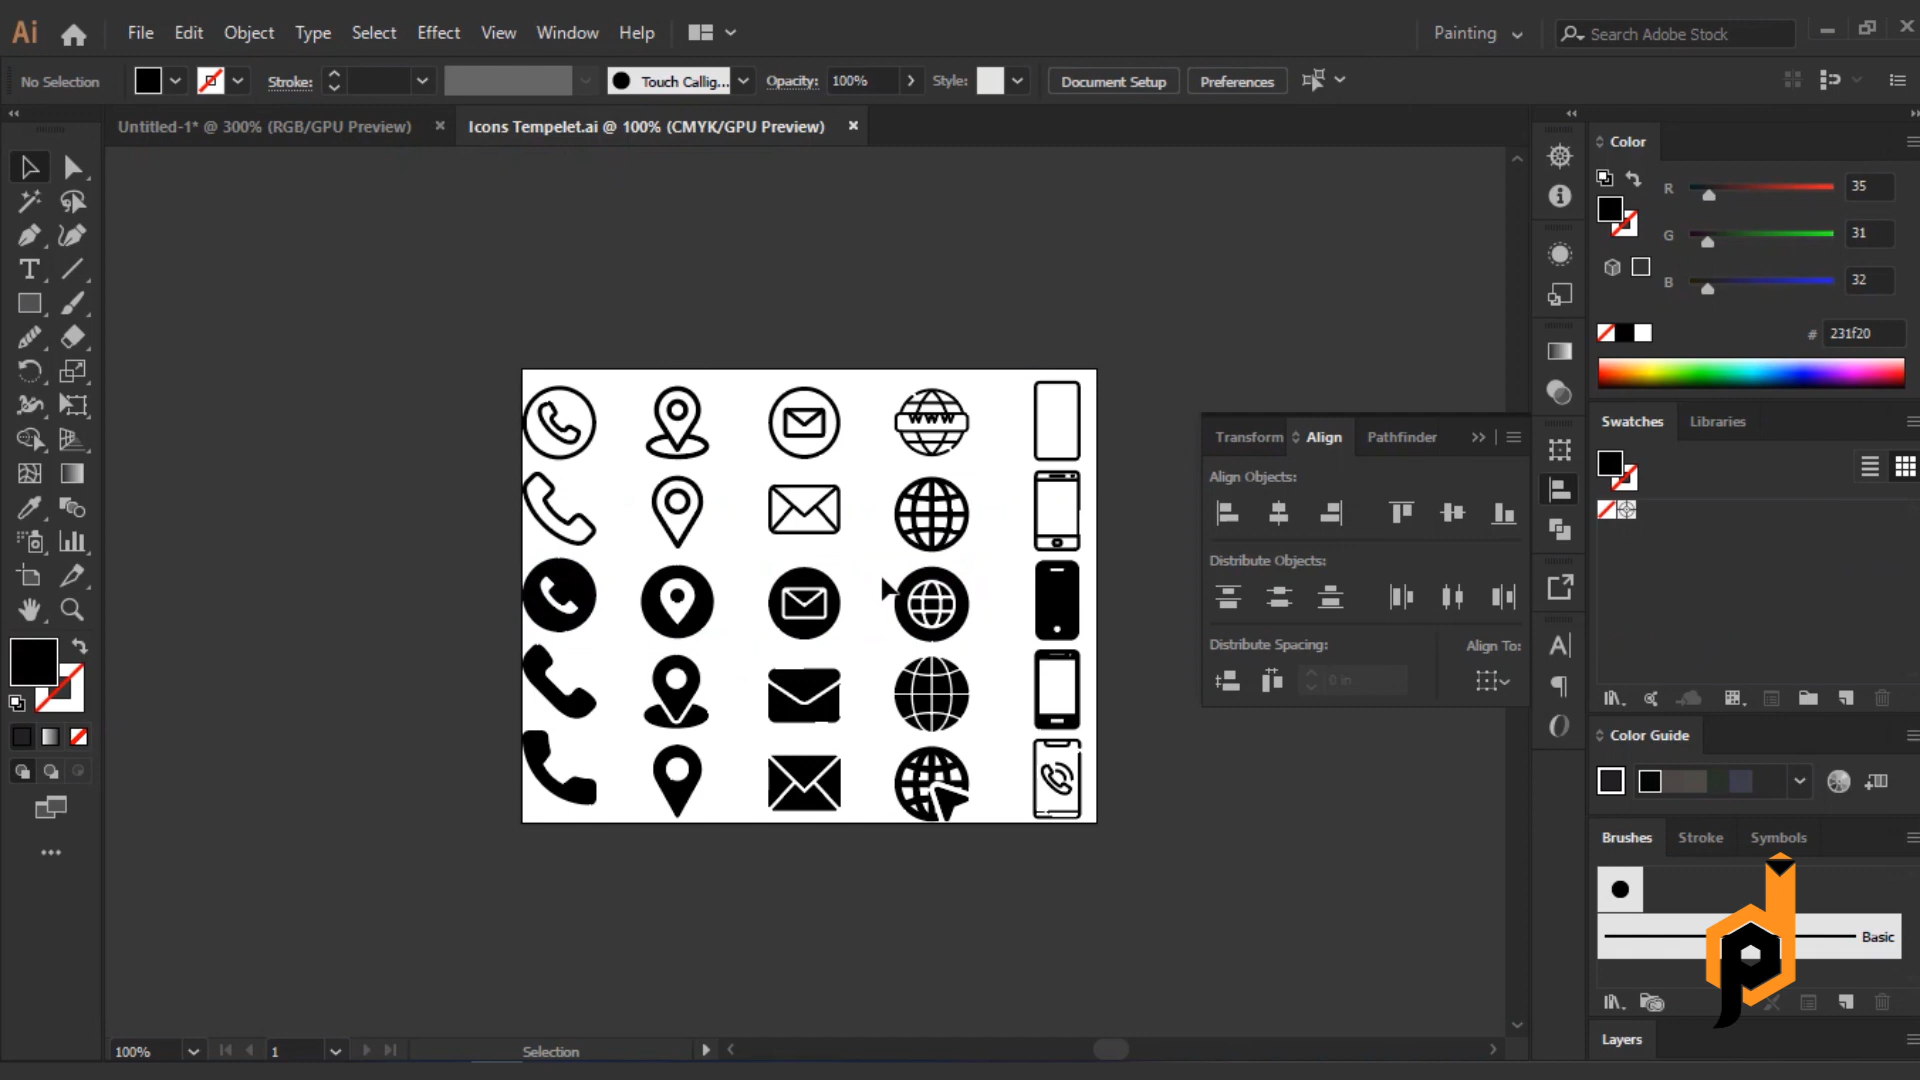 Ai File Edit Object Type Select Effect View Window Help Painting Search Adobe Stock
No Selection Stroke: Touch Callig... Opacity: 100% Style: Document Setup Preferences
Untitled-1* @ 300% (RGB/GPU Preview) Icons Tempelet.ai @ 100% (CMYK/GPU Preview)
Color
R 35
G 31
B 32
# 231f20
Swatches Libraries
www
Transform Align Pathfinder
Align Objects:
Distribute Objects:
Distribute Spacing: Align To:
0 in
Color Guide
Brushes Stroke Symbols
Basic
Layers
100% 1 Selection